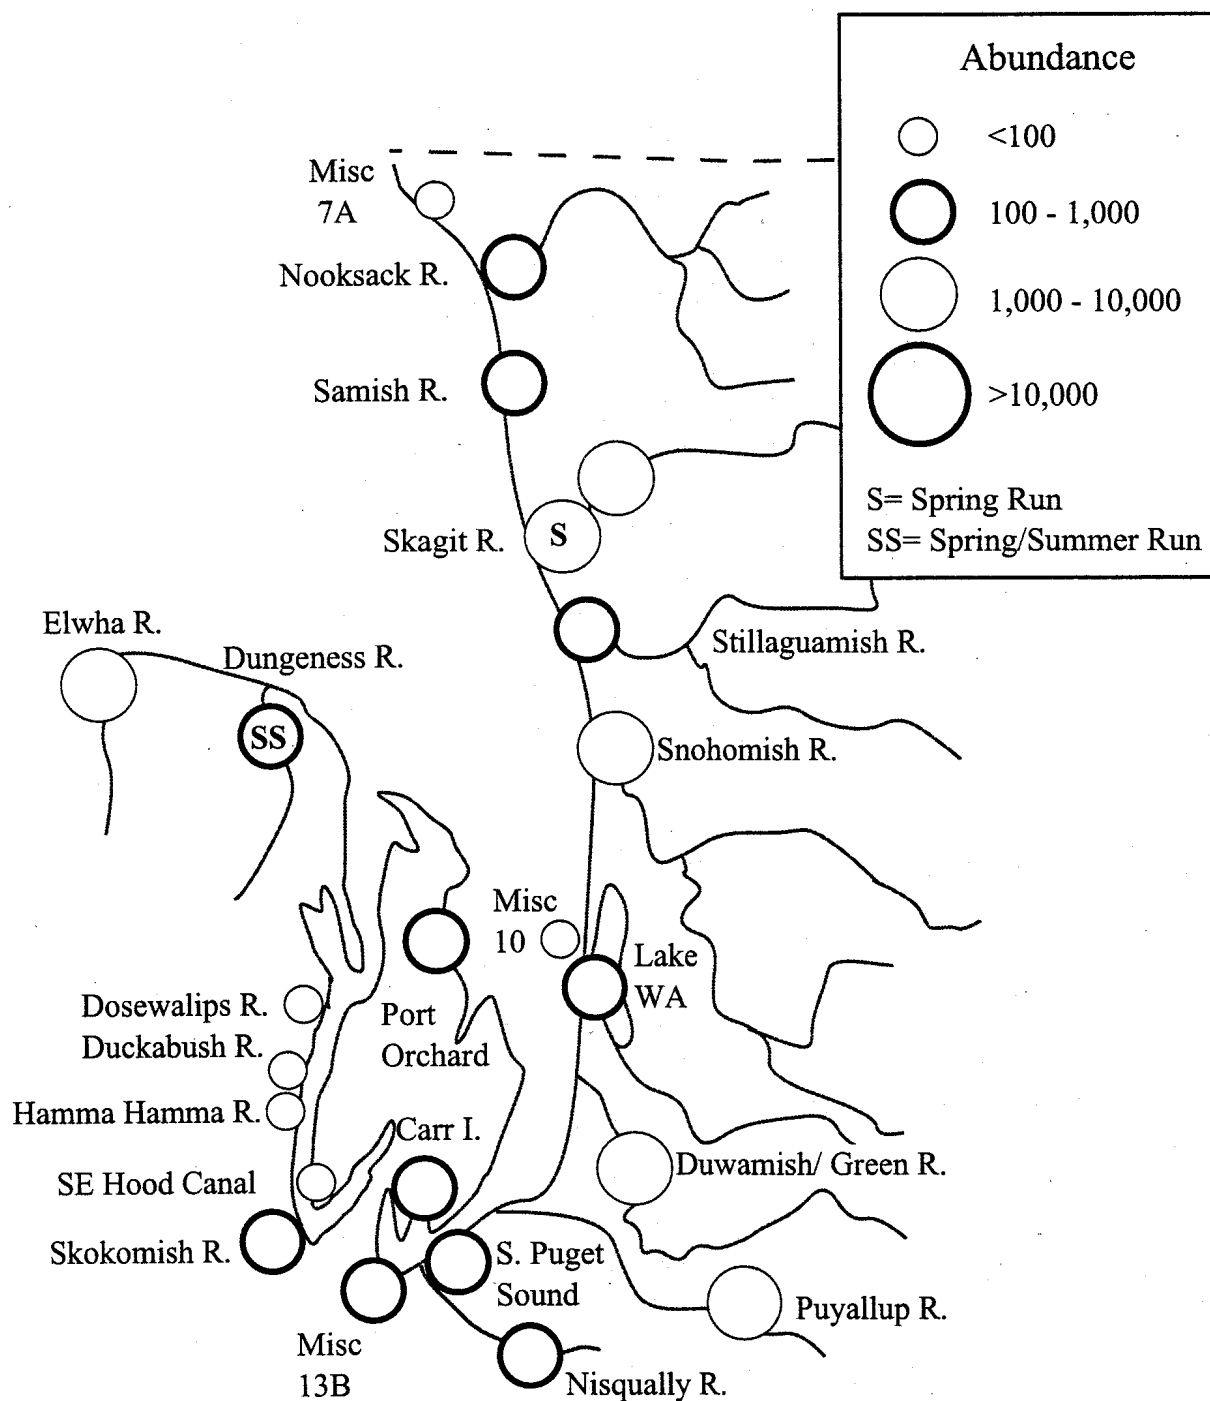 Abundance
<100
100 - 1,000
1,000 - 10,000
>10,000
S= Spring Run
SS= Spring/Summer Run
Misc
7A
Nooksack R.
Samish R.
Skagit R.
S
Stillaguamish R.
Elwha R.
Dungeness R.
SS
Snohomish R.
Misc
10
Lake
WA
Dosewalips R.
Duckabush R.
Port
Orchard
Hamma Hamma R.
Carr I.
SE Hood Canal
Duwamish/ Green R.
Skokomish R.
S. Puget
Sound
Puyallup R.
Misc
13B
Nisqually R.